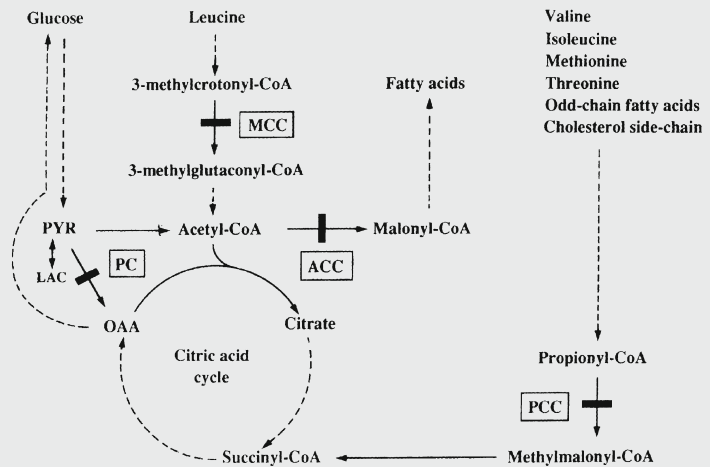 Glucose
Leucine
Valine
Isoleucine
Methionine
Threonine
Odd-chain fatty acids
Cholesterol side-chain
3-methylcrotonyl-CoA
Fatty acids
MCC
3-methylglutaconyl-CoA
PYR
Acetyl-CoA
Malonyl-CoA
PC
ACC
LAC
OAA
Citrate
Citric acid
cycle
Propionyl-CoA
PCC
Succinyl-CoA
Methylmalonyl-CoA